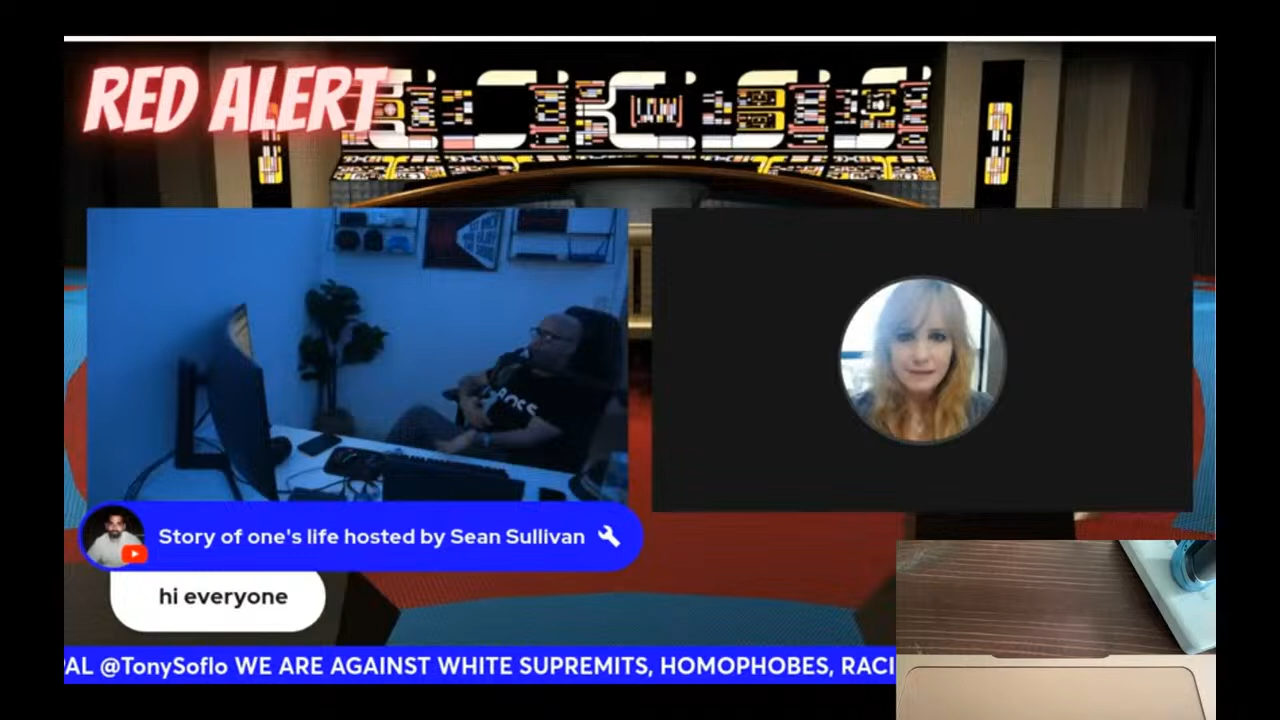 RED ALERT
Story of one's life hosted by Sean Sullivan
hi everyone
PAL @TonySoflo WE ARE AGAINST WHITE SUPREMITS, HOMOPHOBES, RACI